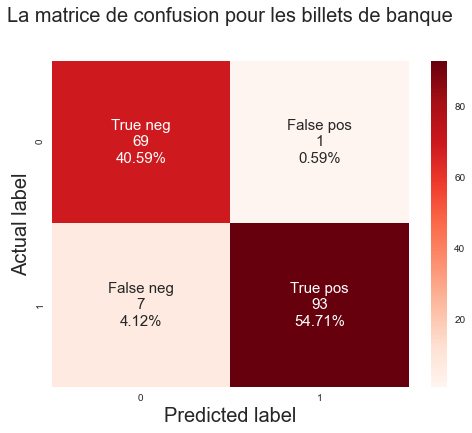 La matrice de confusion pour les billets de banque
True neg
69
40.59%
False pos
1
0.59%
False neg
7
4.12%
True pos
93
54.71%
0
1
Actual label
0
1
Predicted label
80
60
40
20